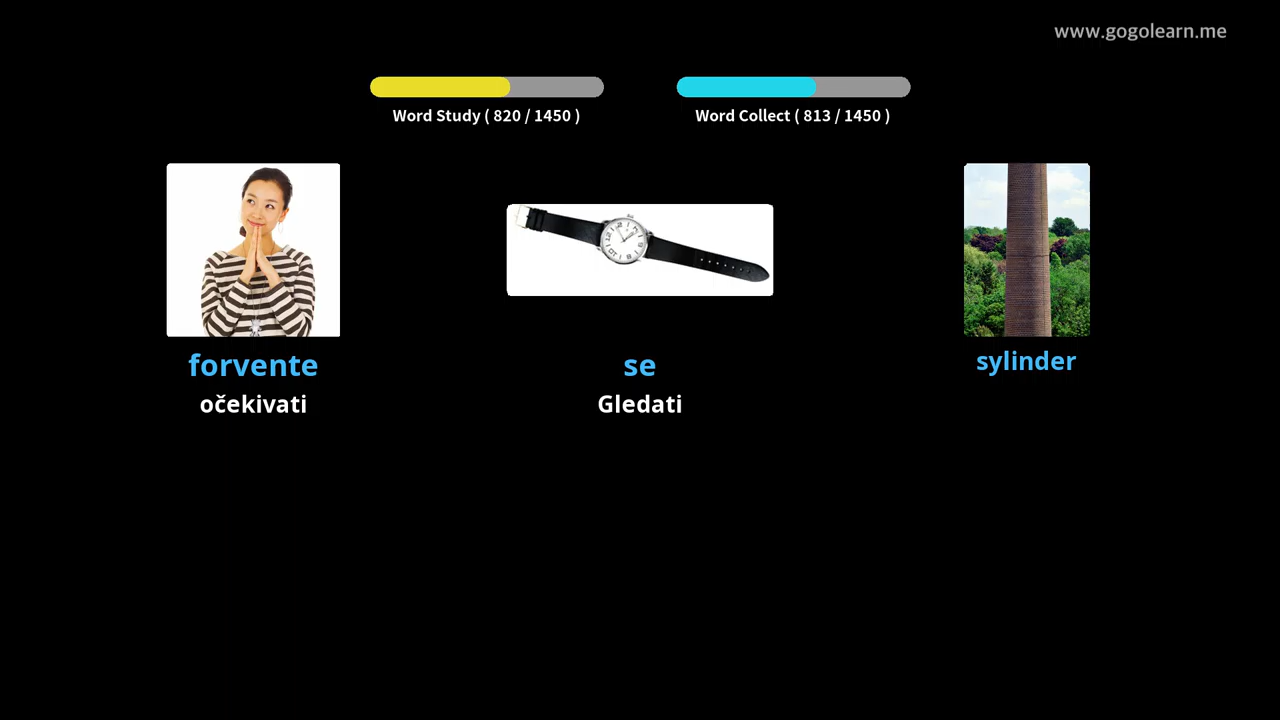 www.gogolearn.me
Word Study ( 820 / 1450 )
Word Collect ( 813 / 1450 )
forvente
se
sylinder
očekivati
Gledati